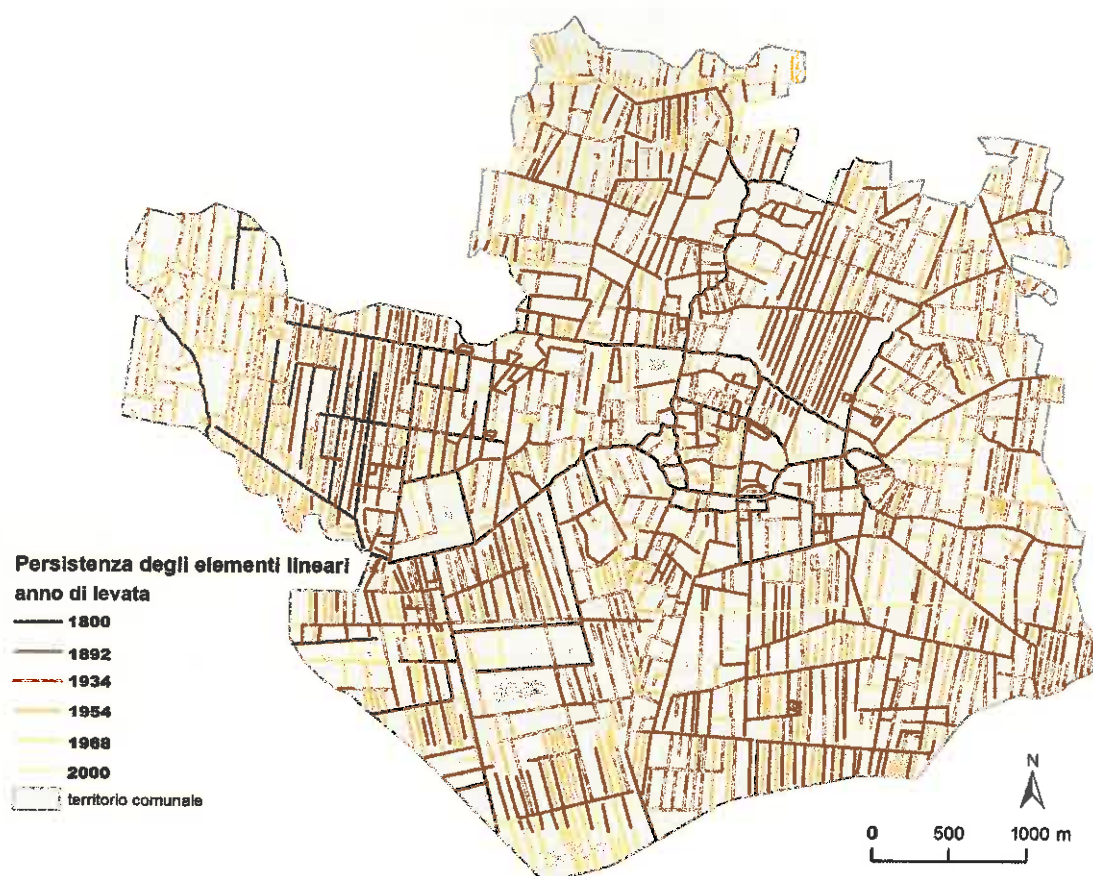 Persistenza degli elementi lineari
anno di levata
1800
1892
1934
1954
1968
2000
territorio comunale
N
0 500 1000 m